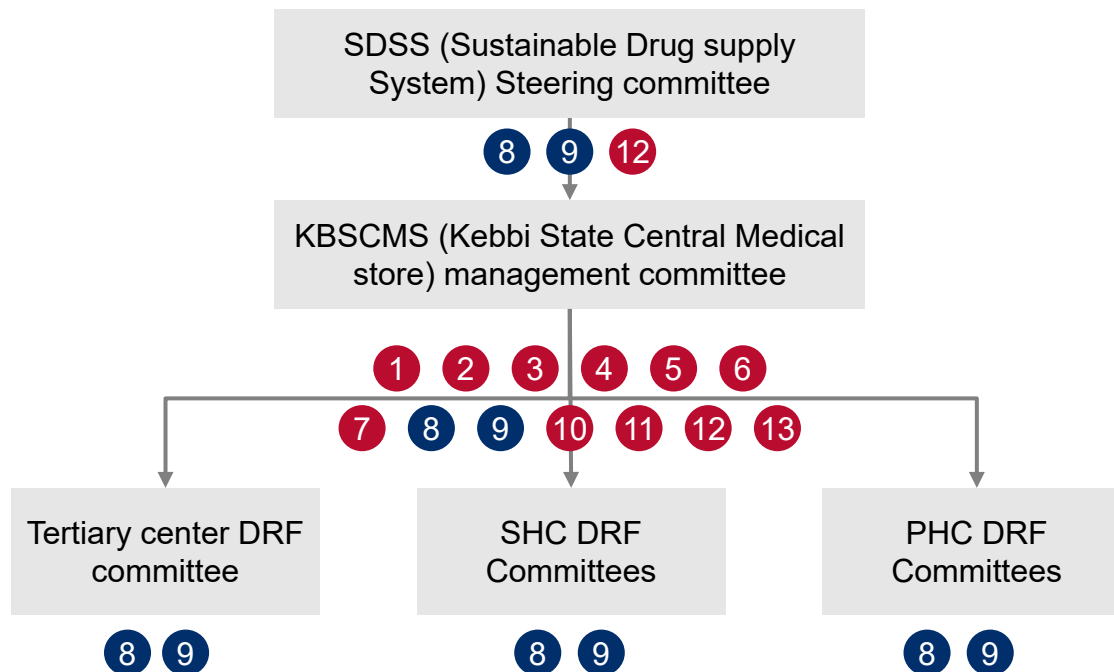 SDSS (Sustainable Drug supply
System) Steering committee
8 9 12
KBSCMS (Kebbi State Central Medical
store) management committee
1 2 3 4 5 6
7 8 9 10 11 12 13
Tertiary center DRF
committee
8 9
SHC DRF
Committees
8 9
PHC DRF
Committees
8 9